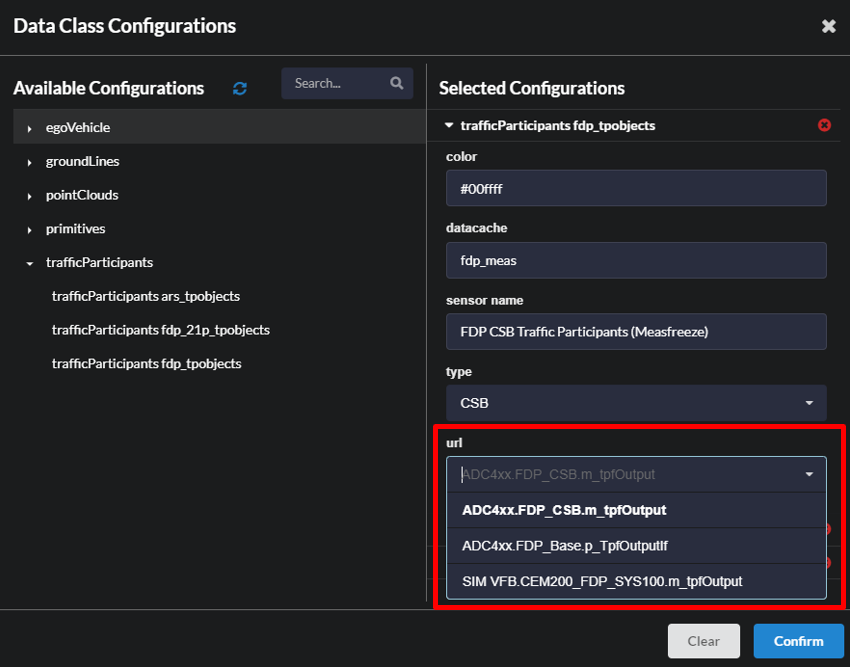 Data Class Configurations
Available Configurations
Search...
egoVehicle
groundLines
pointClouds
primitives
trafficParticipants
trafficParticipants ars_tpobjects
trafficParticipants fdp_21p_tpobjects
trafficParticipants fdp_tpobjects
Selected Configurations
trafficParticipants fdp_tpobjects
color
#00ffff
datacache
fdp_meas
sensor name
FDP CSB Traffic Participants (Measfreeze)
type
CSB
url
ADC4xx.FDP_CSB.m_tpfOutput
ADC4xx.FDP_CSB.m_tpfOutput
ADC4xx.FDP_Base.p_TpfOutputIf
SIM VFB.CEM200_FDP_SYS100.m_tpfOutput
Clear
Confirm